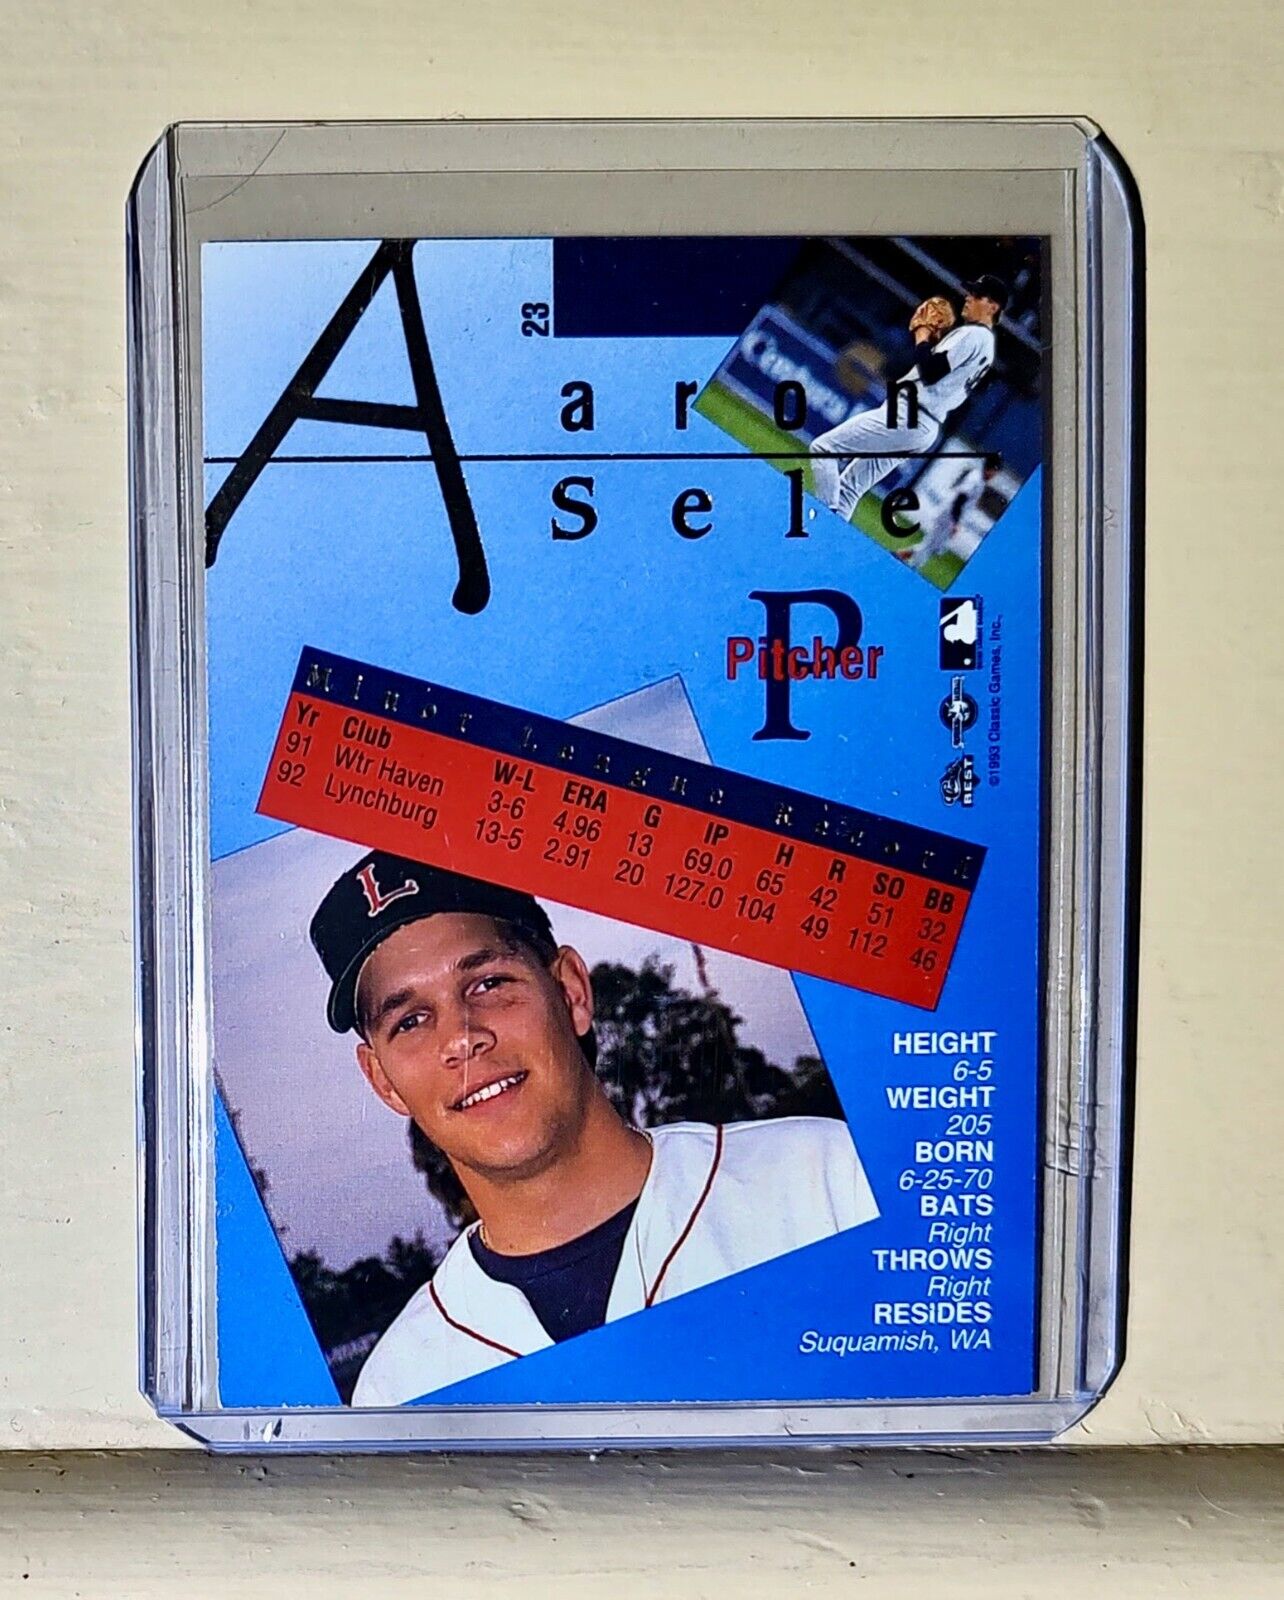 23
Aaron
Sele
P
Pitcher
©1993 Classic Games, Inc.,
BEST
Minor League Record
Yr Club W-L ERA G IP H R SO BB
91 Wtr Haven 3-6 4.96 13 69.0 65 42 51 32
92 Lynchburg 13-5 2.91 20 127.0 104 49 112 46
L
HEIGHT
6-5
WEIGHT
205
BORN
6-25-70
BATS
Right
THROWS
Right
RESIDES
Suquamish, WA